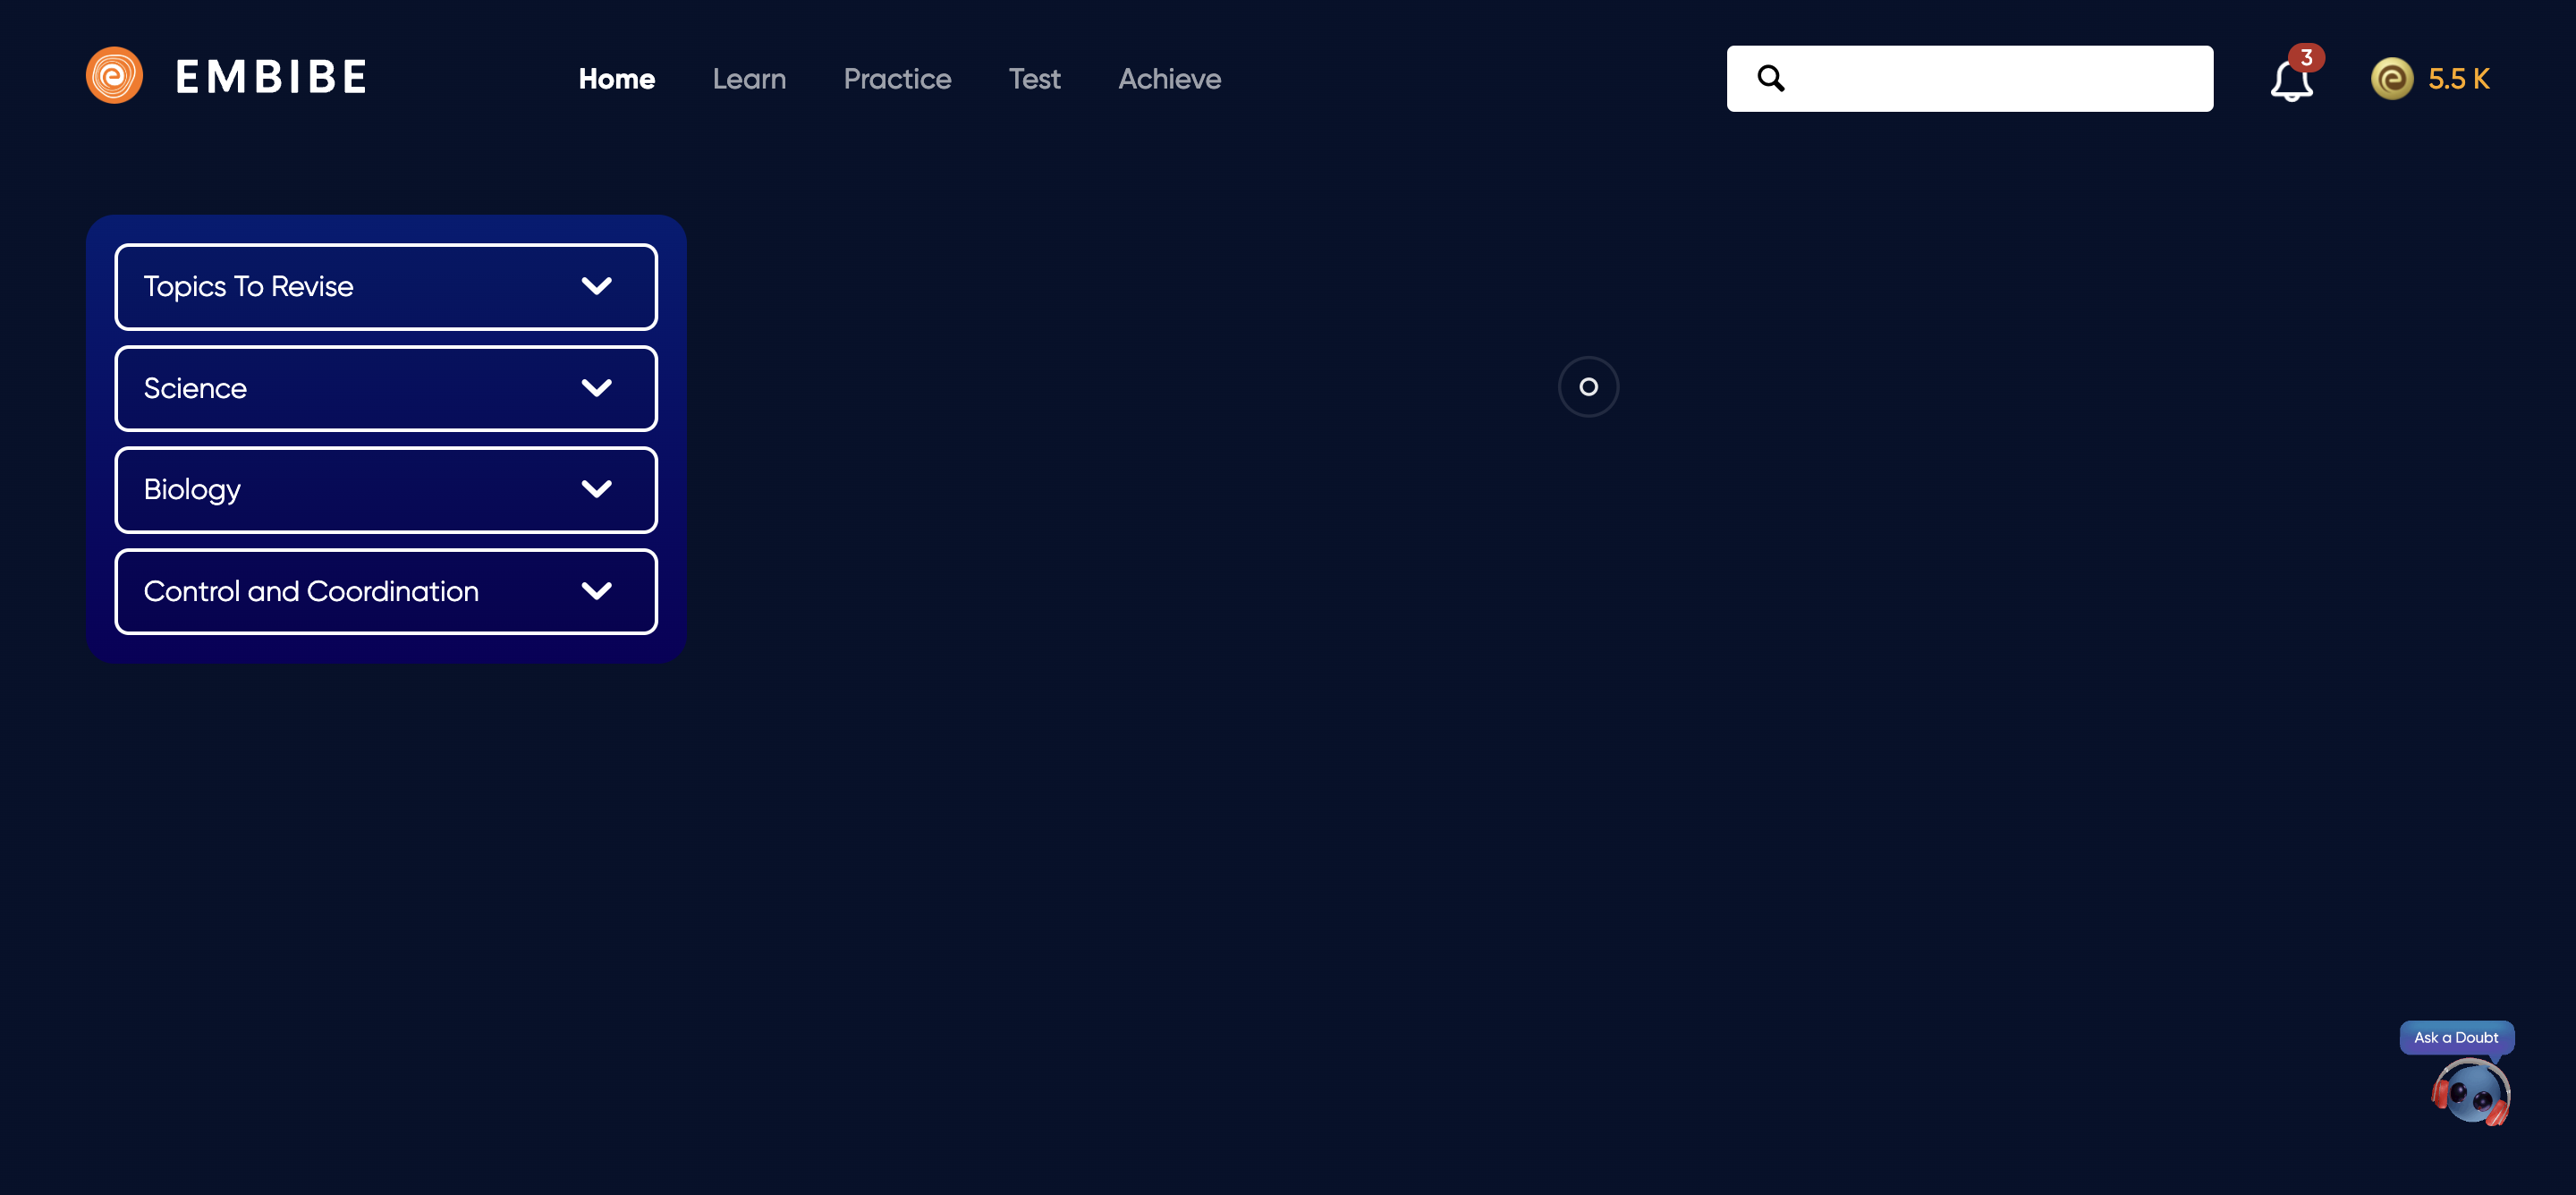 EMBIBE
Home Learn Practice Test Achieve
3
5.5 K
Topics To Revise
Science
Biology
Control and Coordination
Ask a Doubt